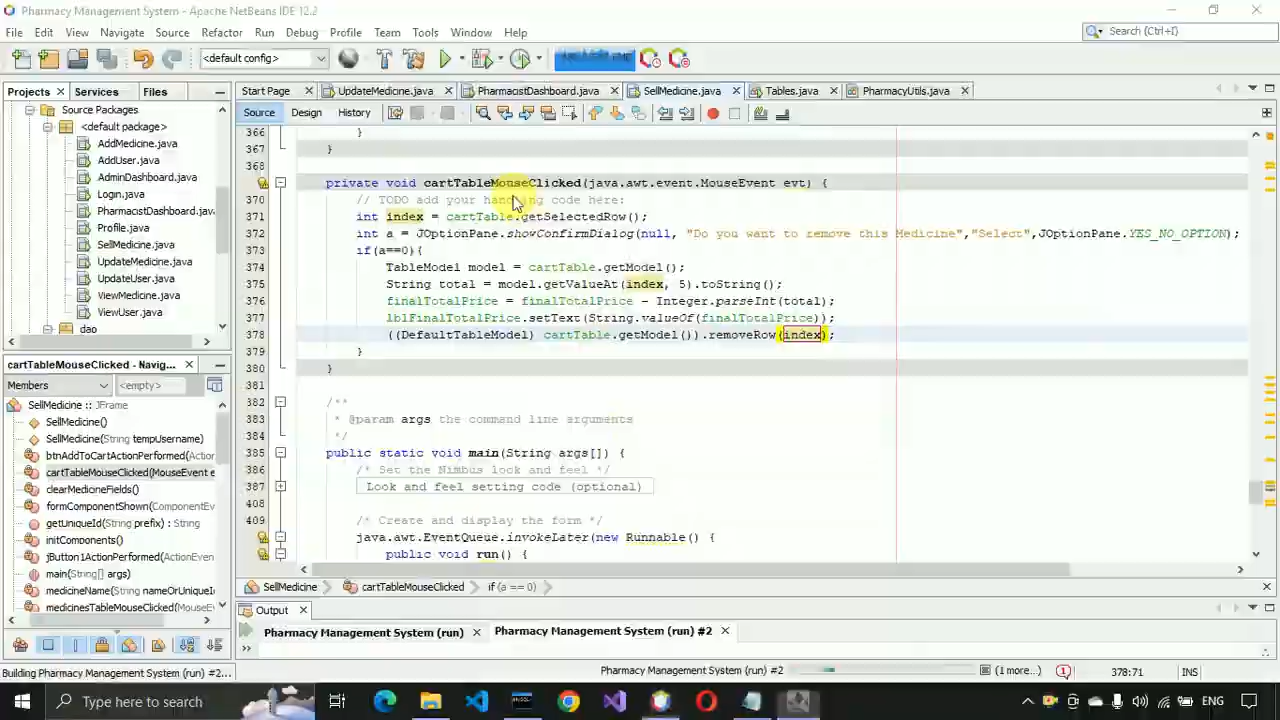 Pharmacy Management System - Apache NetBeans IDE 12.2
File Edit View Navigate Source Refactor Run Debug Profile Team Tools Window Help
Search (Ctrl+I)
<default config>
Projects Services Files
Start Page UpdateMedicine.java PharmacistDashboard.java SellMedicine.java Tables.java PharmacyUtils.java
Source Design History
Source Packages
<default package>
AddMedicine.java
AddUser.java
AdminDashboard.java
Login.java
PharmacistDashboard.java
Profile.java
SellMedicine.java
UpdateMedicine.java
UpdateUser.java
ViewMedicine.java
ViewUser.java
dao
366 }
367 }
368
private void cartTableMouseClicked(java.awt.event.MouseEvent evt) {
370 // TODO add your handling code here:
371 int index = cartTable.getSelectedRow();
372 int a = JOptionPane.showConfirmDialog(null, "Do you want to remove this Medicine","Select",JOptionPane.YES_NO_OPTION);
373 if(a==0){
374 TableModel model = cartTable.getModel();
375 String total = model.getValueAt(index, 5).toString();
376 finalTotalPrice = finalTotalPrice - Integer.parseInt(total);
377 lblFinalTotalPrice.setText(String.valueOf(finalTotalPrice));
378 ((DefaultTableModel) cartTable.getModel()).removeRow(index);
379 }
380 }
381
382 /**
383 * @param args the command line arguments
384 */
385 public static void main(String args[]) {
386 /* Set the Nimbus look and feel */
387 Look and feel setting code (optional)
408
409 /* Create and display the form */
java.awt.EventQueue.invokeLater(new Runnable() {
public void run() {
cartTableMouseClicked - Navig...
Members <empty>
SellMedicine :: JFrame
SellMedicine()
SellMedicine(String tempUsername)
btnAddToCartActionPerformed(Action
cartTableMouseClicked(MouseEvent e
clearMedicineFields()
formComponentShown(ComponentEv
getUniqueId(String prefix) : String
initComponents()
jButton1ActionPerformed(ActionEven
main(String[] args)
medicineName(String nameOrUniqueId
medicinesTableMouseClicked(MouseEv
SellMedicine cartTableMouseClicked if (a == 0)
Output
Pharmacy Management System (run) Pharmacy Management System (run) #2
Building Pharmacy Management System (run) #2...
Pharmacy Management System (run) #2 (1 more...) 378:71 INS
Type here to search
ENG